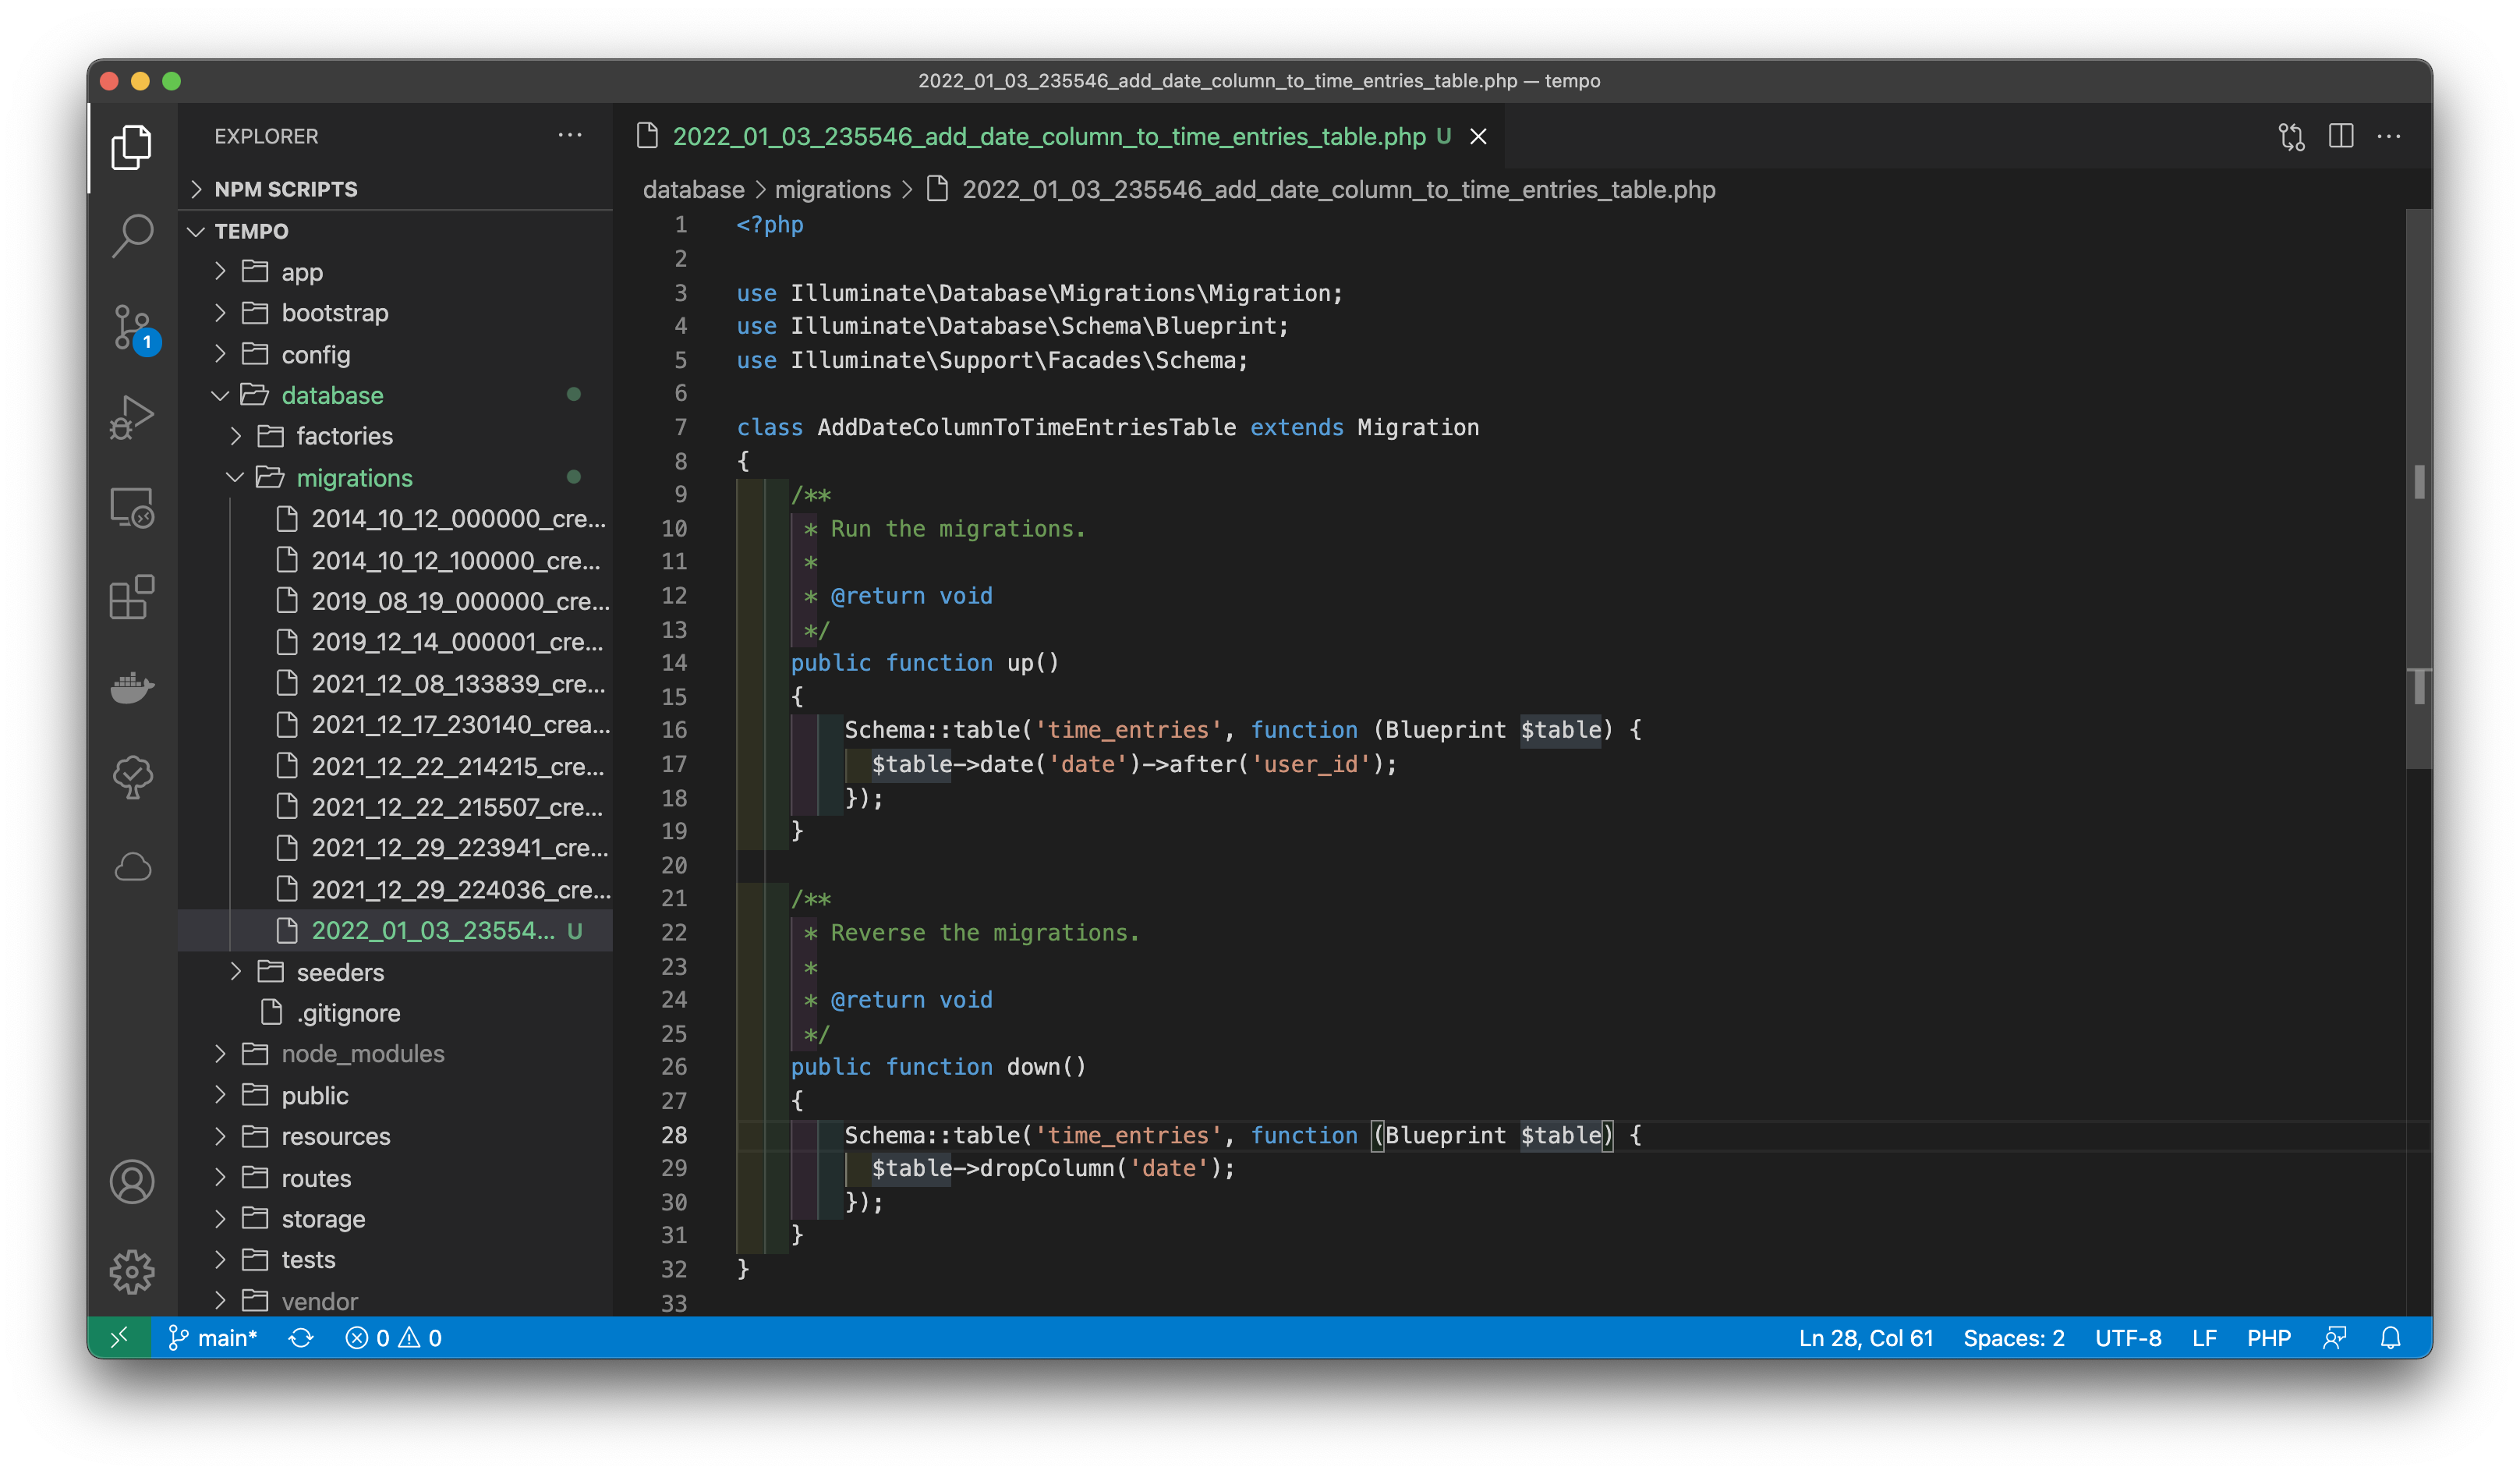 2022_01_03_235546_add_date_column_to_time_entries_table.php — tempo
EXPLORER
NPM SCRIPTS
TEMPO
app
bootstrap
config
database
factories
migrations
2014_10_12_000000_cre...
2014_10_12_100000_cre...
2019_08_19_000000_cre...
2019_12_14_000001_cre...
2021_12_08_133839_cre...
2021_12_17_230140_crea...
2021_12_22_214215_cre...
2021_12_22_215507_cre...
2021_12_29_223941_cre...
2021_12_29_224036_cre...
2022_01_03_23554... U
seeders
.gitignore
node_modules
public
resources
routes
storage
tests
vendor
1
2022_01_03_235546_add_date_column_to_time_entries_table.php U
database > migrations > 2022_01_03_235546_add_date_column_to_time_entries_table.php
1 <?php
2
3 use Illuminate\Database\Migrations\Migration;
4 use Illuminate\Database\Schema\Blueprint;
5 use Illuminate\Support\Facades\Schema;
6
7 class AddDateColumnToTimeEntriesTable extends Migration
8 {
9 /**
10 * Run the migrations.
11 *
12 * @return void
13 */
14 public function up()
15 {
16 Schema::table('time_entries', function (Blueprint $table) {
17 $table->date('date')->after('user_id');
18 });
19 }
20
21 /**
22 * Reverse the migrations.
23 *
24 * @return void
25 */
26 public function down()
27 {
28 Schema::table('time_entries', function (Blueprint $table) {
29 $table->dropColumn('date');
30 });
31 }
32 }
33
main* 0 0 Ln 28, Col 61 Spaces: 2 UTF-8 LF PHP